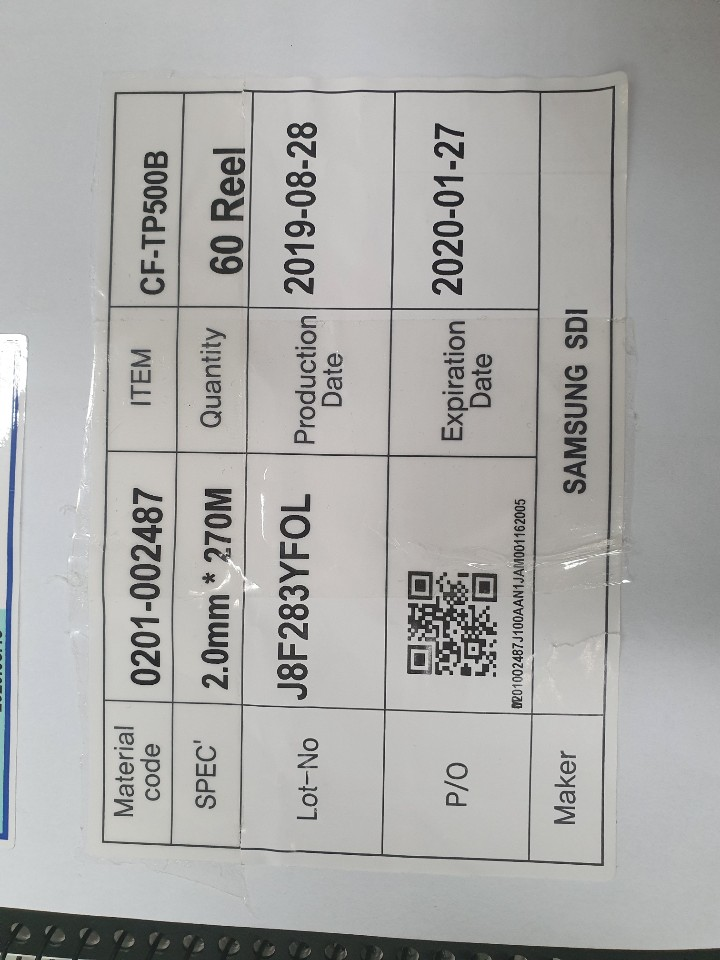 Material code 0201-002487 ITEM CF-TP500B
SPEC' 2.0mm * 270M Quantity 60 Reel
Lot-No J8F283YFOL Production Date 2019-08-28
P/O Expiration Date 2020-01-27
0201002487J100AAN1JAM001162005
Maker SAMSUNG SDI